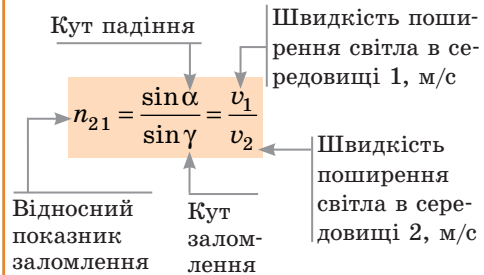 Кут падіння
Швидкість поши-
рення світла в се-
редовищі 1, м/с
n₂₁ = sin α / sin γ = v₁ / v₂
Відносний
показник
заломлення
Кут
залом-
лення
Швидкість
поширення
світла в сере-
довищі 2, м/с